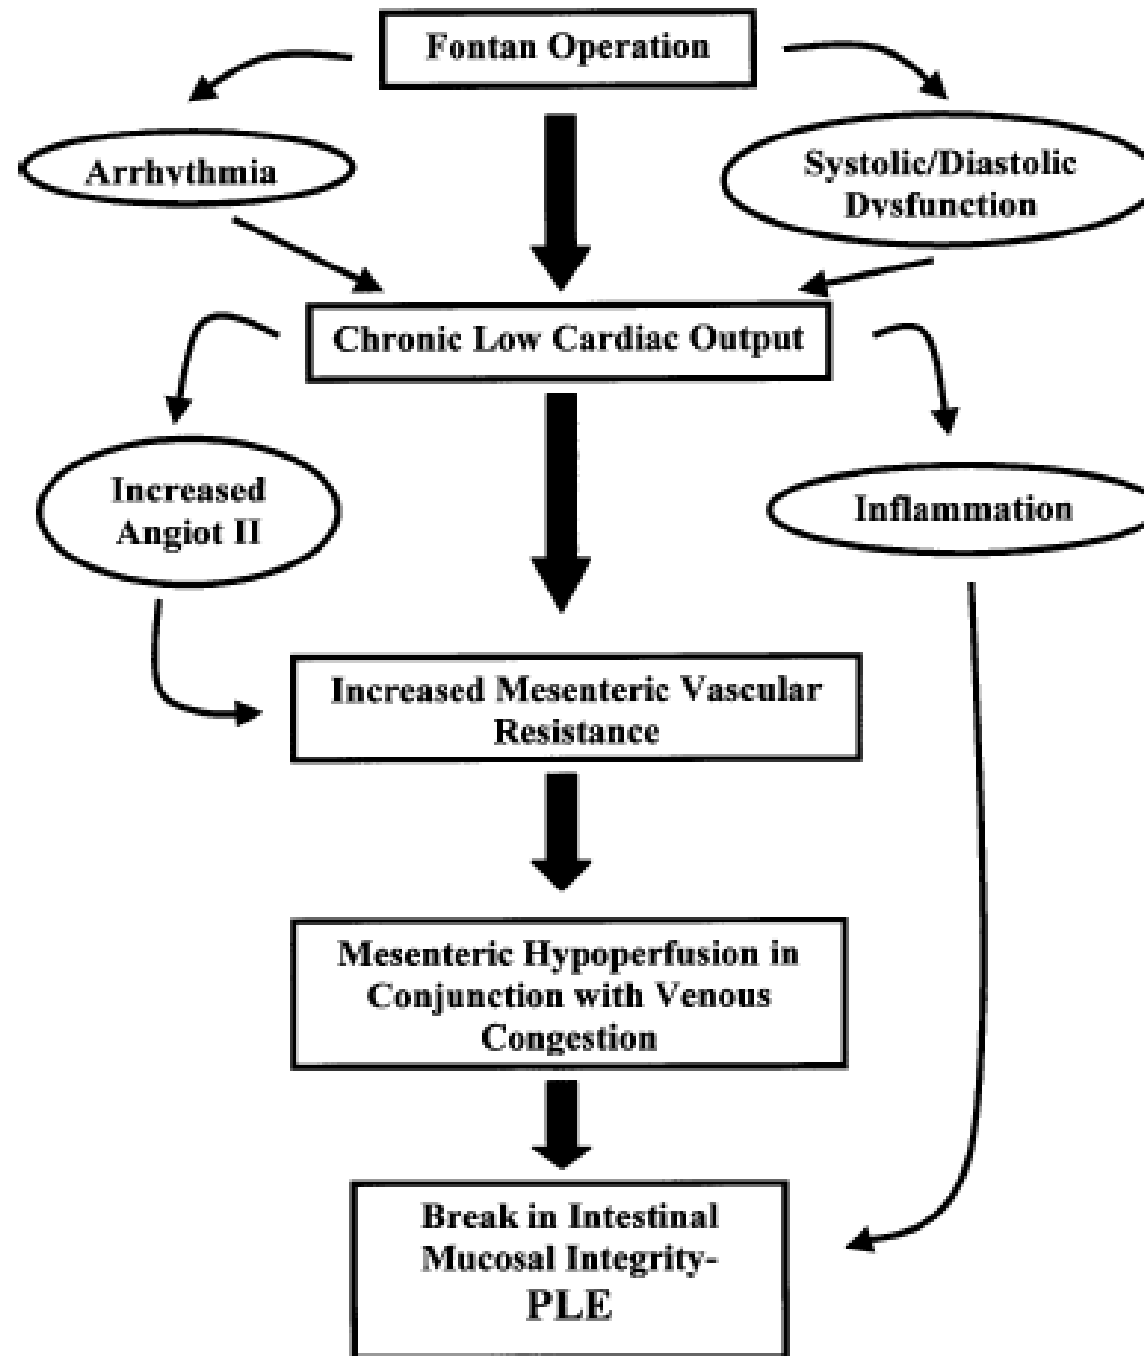 Fontan Operation
Arrhythmia
Systolic/Diastolic
Dysfunction
Chronic Low Cardiac Output
Increased
Angiot II
Inflammation
Increased Mesenteric Vascular
Resistance
Mesenteric Hypoperfusion in
Conjunction with Venous
Congestion
Break in Intestinal
Mucosal Integrity-
PLE